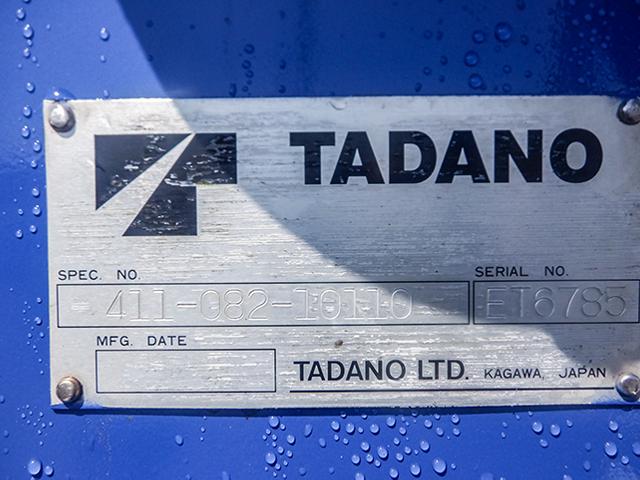 TADANO
SPEC. NO.
SERIAL NO.
- 411-082-10110
ET6785
MFG. DATE
TADANO LTD. KAGAWA, JAPAN